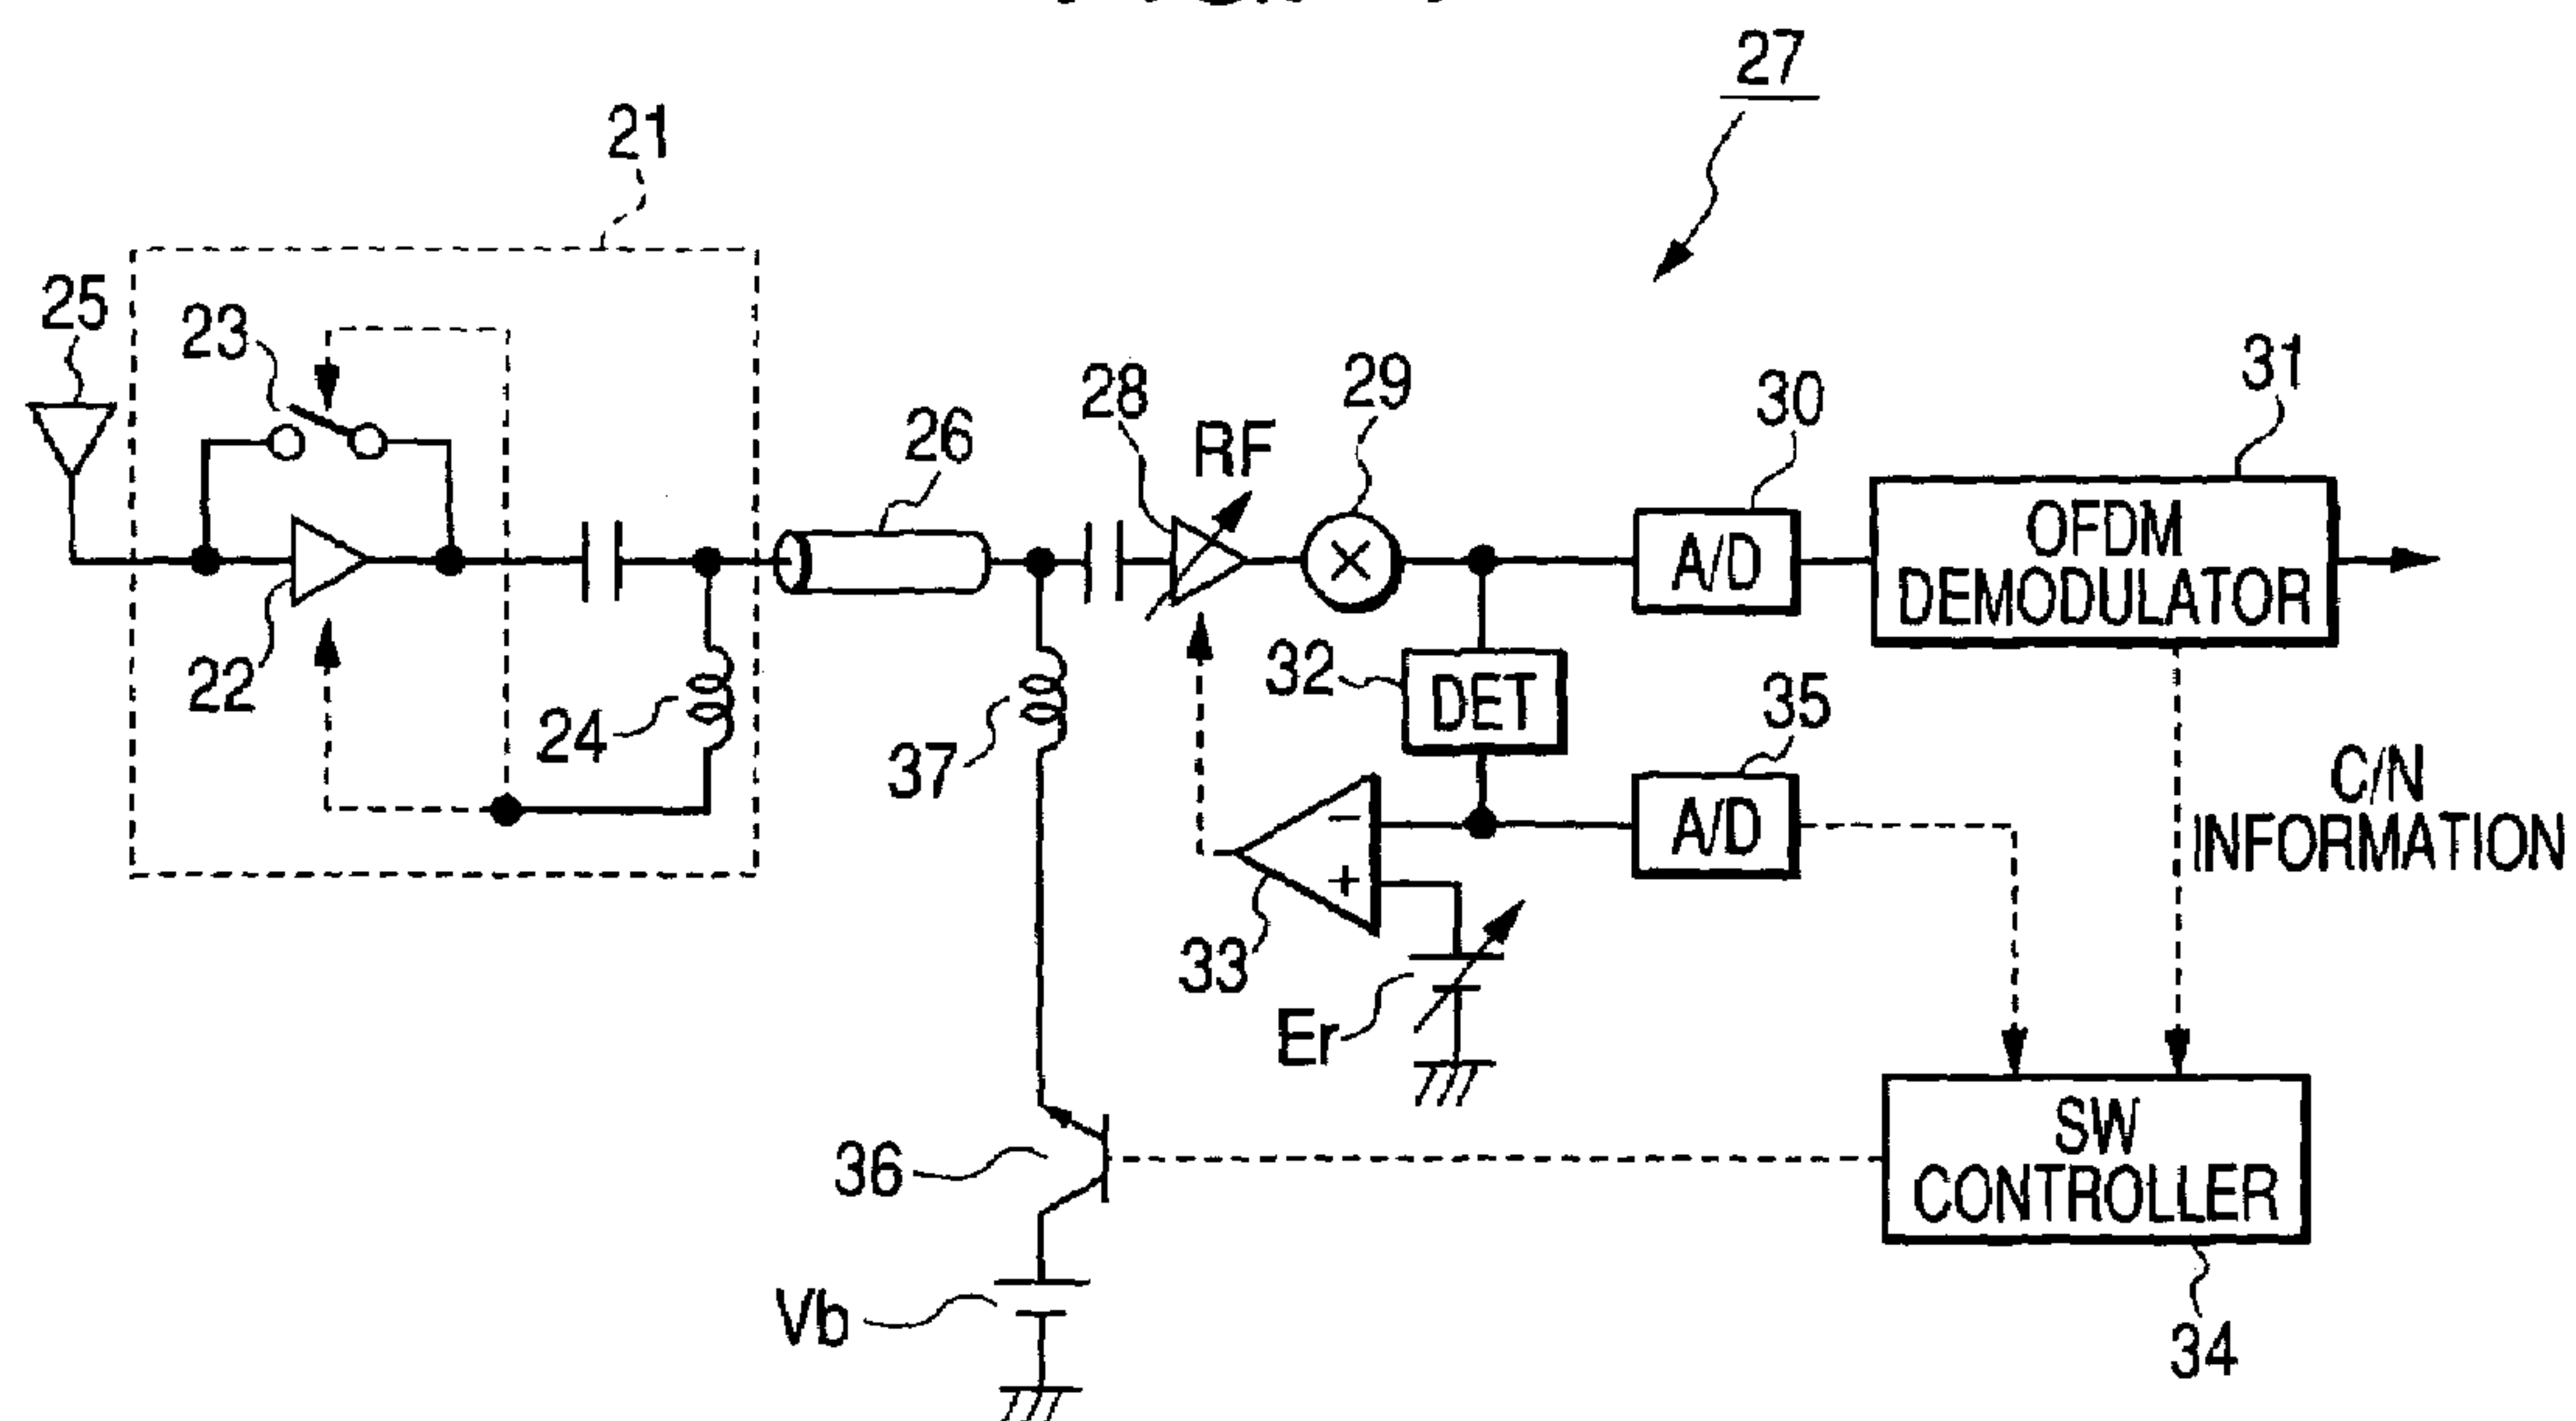 27
21
25
23
22
24
26
28
RF
29
30
A/D
31
OFDM
DEMODULATOR
32
DET
37
35
A/D
C/N
INFORMATION
−
+
33
Er
36
SW
CONTROLLER
34
Vb